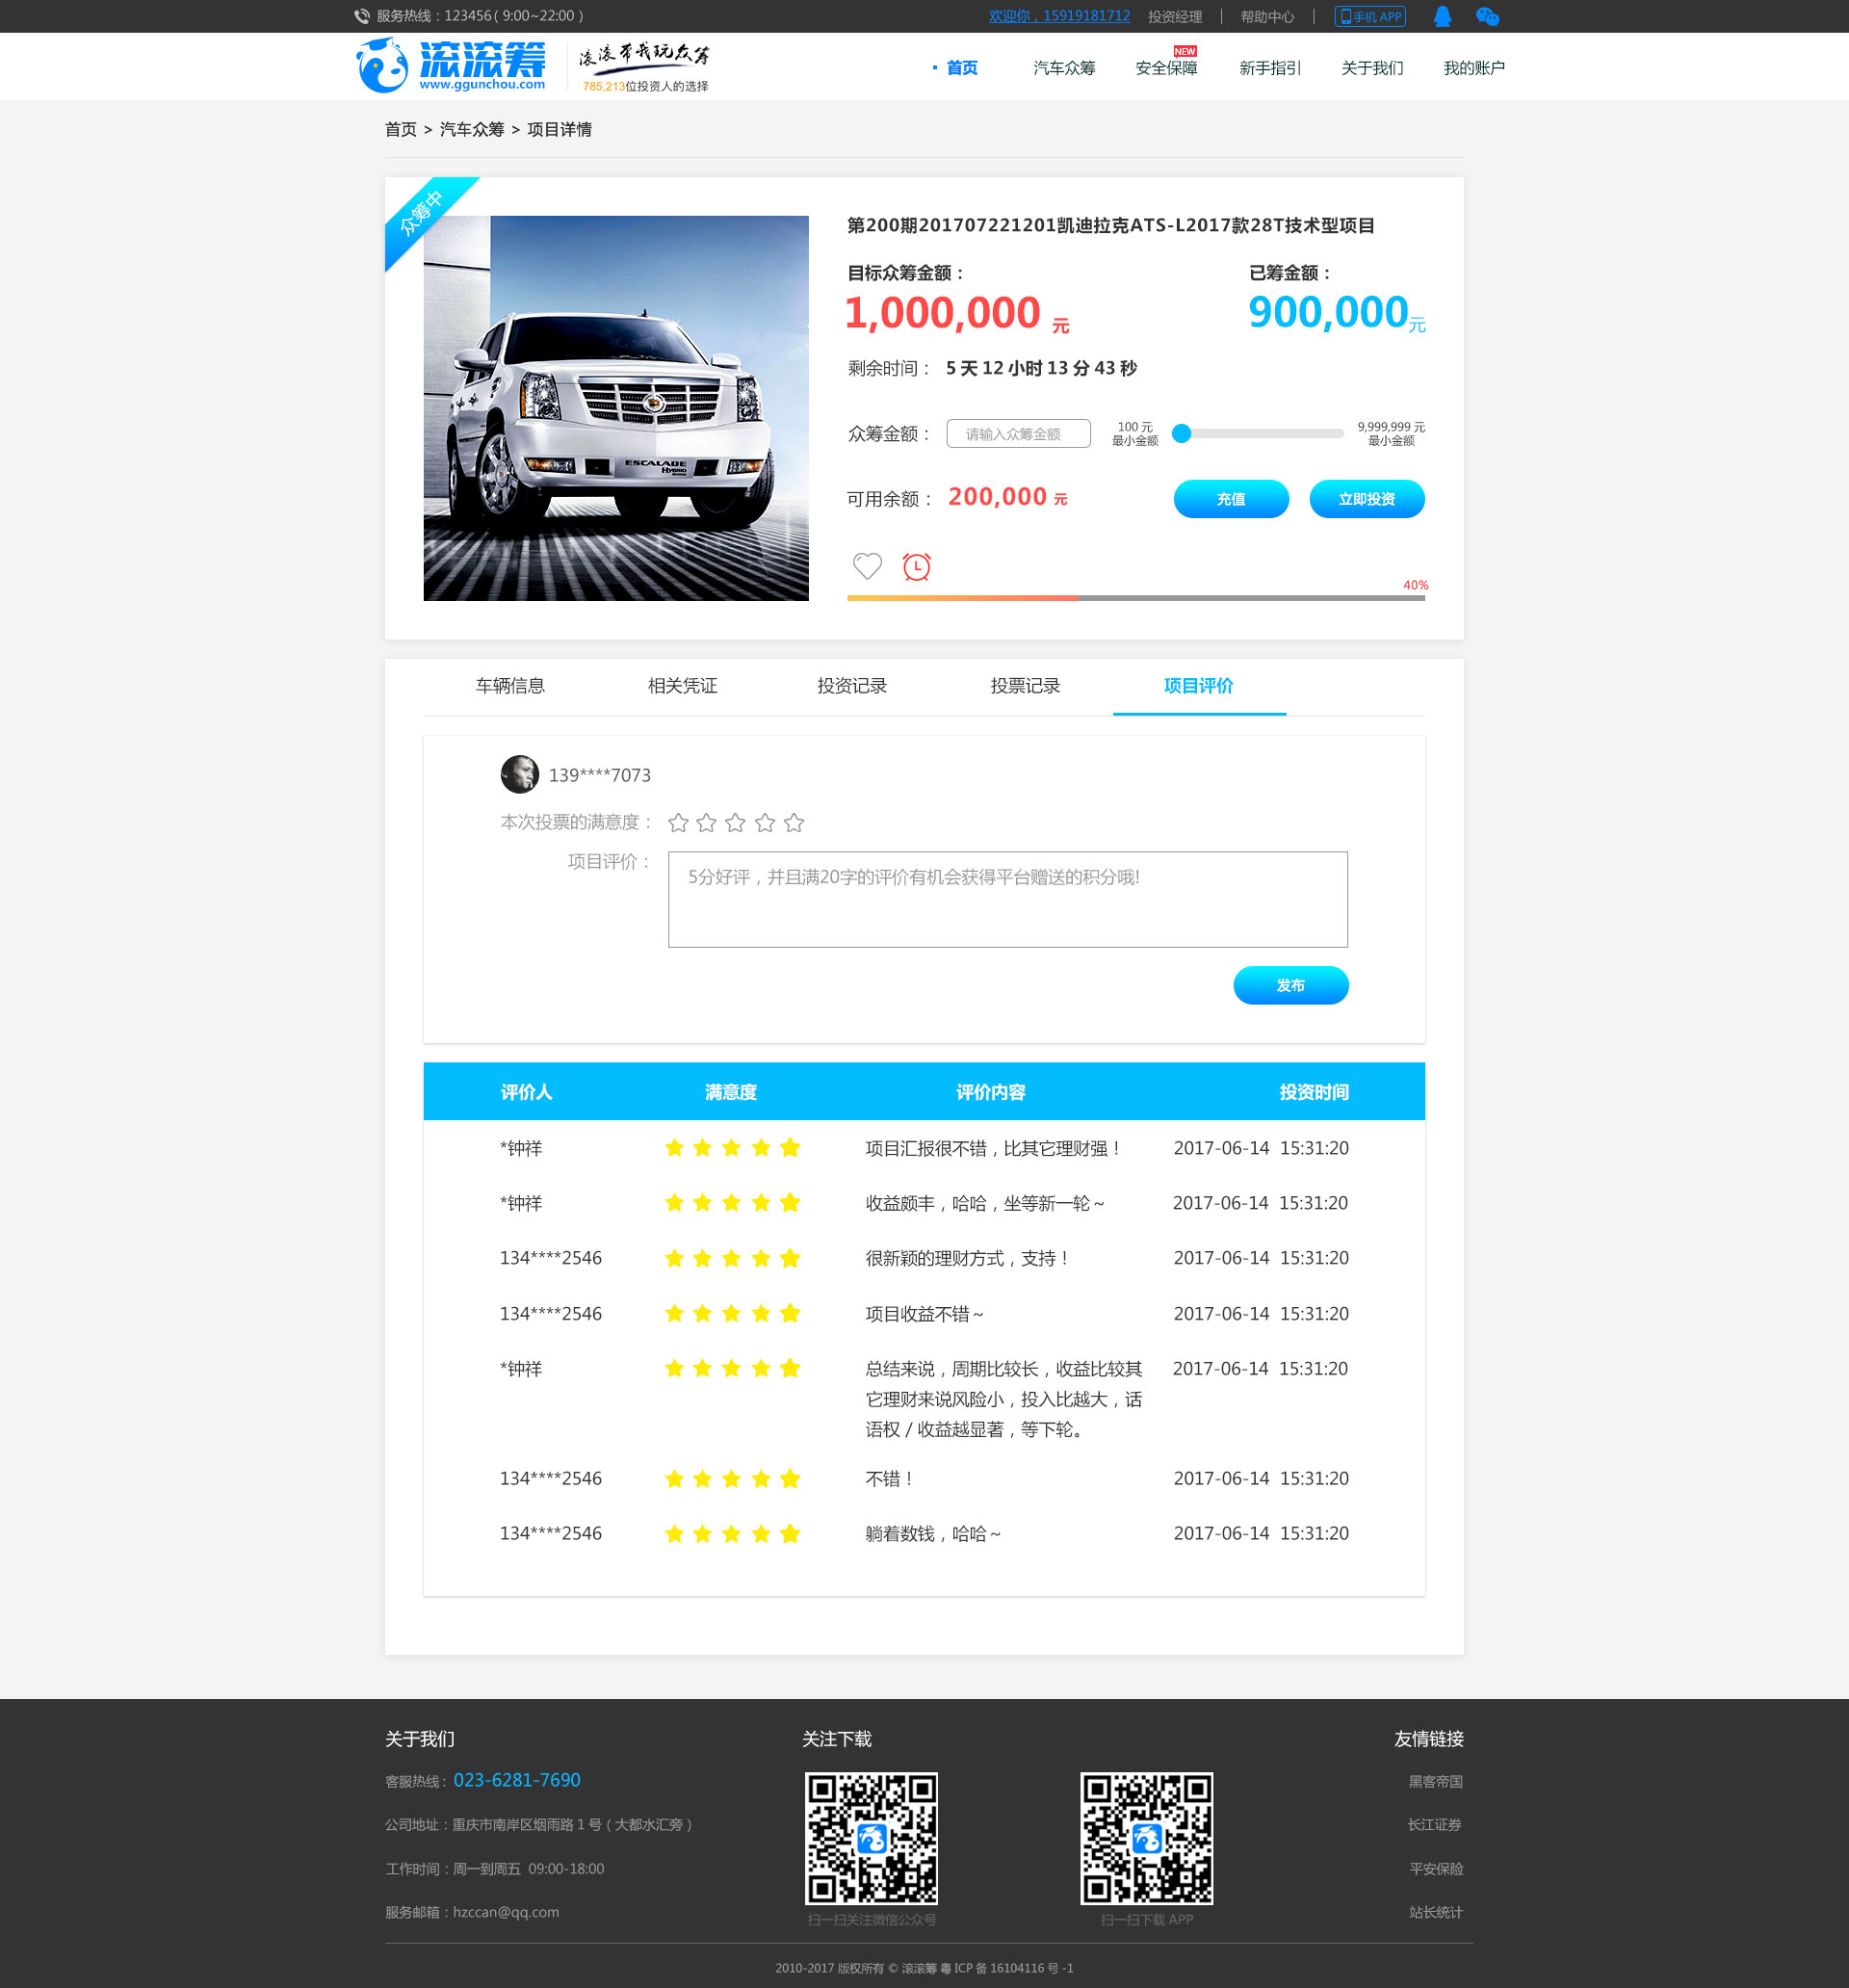 服务热线：123456（9:00~22:00）
欢迎你，15919181712 投资经理 | 帮助中心 | 手机 APP
滚滚筹
www.ggunchou.com
滚滚带我玩众筹
785,213位投资人的选择
首页 汽车众筹 安全保障 NEW 新手指引 关于我们 我的账户
首页 > 汽车众筹 > 项目详情
众筹中
第200期201707221201凯迪拉克ATS-L2017款28T技术型项目
目标众筹金额： 已筹金额：
1,000,000 元 900,000元
剩余时间： 5 天 12 小时 13 分 43 秒
众筹金额： 请输入众筹金额 100 元 最小金额 9,999,999 元 最小金额
可用余额： 200,000 元 充值 立即投资
40%
ESCALADE
HYBRID
车辆信息 相关凭证 投资记录 投票记录 项目评价
139****7073
本次投票的满意度：
项目评价： 5分好评，并且满20字的评价有机会获得平台赠送的积分哦!
发布
评价人 满意度 评价内容 投资时间
*钟祥 项目汇报很不错，比其它理财强！ 2017-06-14 15:31:20
*钟祥 收益颇丰，哈哈，坐等新一轮～ 2017-06-14 15:31:20
134****2546 很新颖的理财方式，支持！ 2017-06-14 15:31:20
134****2546 项目收益不错～ 2017-06-14 15:31:20
*钟祥 总结来说，周期比较长，收益比较其 2017-06-14 15:31:20
它理财来说风险小，投入比越大，话
语权 / 收益越显著，等下轮。
134****2546 不错！ 2017-06-14 15:31:20
134****2546 躺着数钱，哈哈～ 2017-06-14 15:31:20
关于我们 关注下载 友情链接
客服热线：023-6281-7690 黑客帝国
公司地址：重庆市南岸区烟雨路 1 号（大都水汇旁） 长江证券
工作时间：周一到周五 09:00-18:00 平安保险
服务邮箱：hzccan@qq.com 站长统计
扫一扫关注微信公众号 扫一扫下载 APP
2010-2017 版权所有 © 滚滚筹 粤 ICP 备 16104116 号 -1